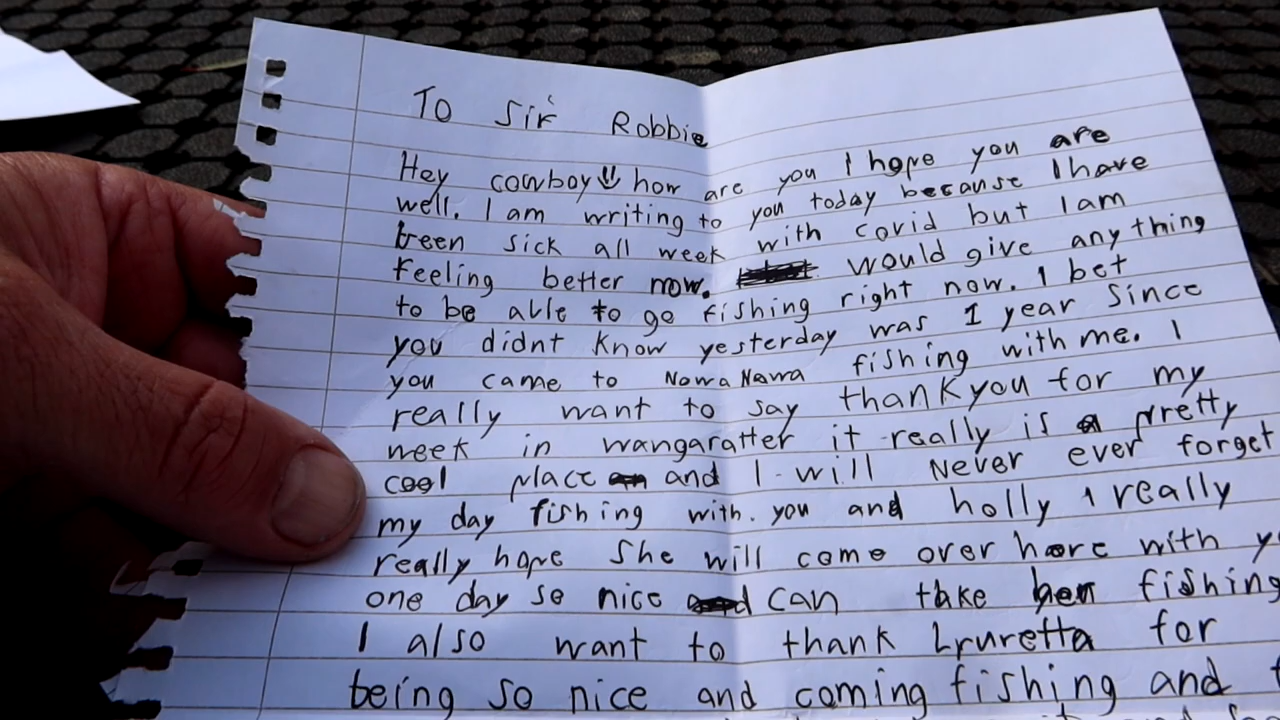 To Sir Robbie
Hey cowboy how are you I hope you are
well. I am writing to you today because I have
been sick all week with covid but I am
feeling better now. would give any thing
to be able to go fishing right now. I bet
you didnt know yesterday was 1 year since
you came to Nowa Nowa fishing with me. I
really want to say thankyou for my
week in wangaratter it really is a pretty
cool place and I will Never ever forget
my day fishing with. you and holly I really
really hope she will come over here with
one day so nico can take her fishing
I also want to thank for
being so nice and coming fishing and